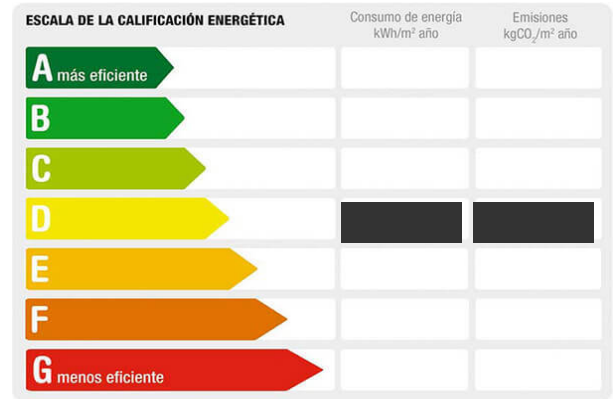 ESCALA DE LA CALIFICACIÓN ENERGÉTICA
Consumo de energía
kWh/m² año
Emisiones
kgCO₂/m² año
A más eficiente
B
C
D
E
F
G menos eficiente